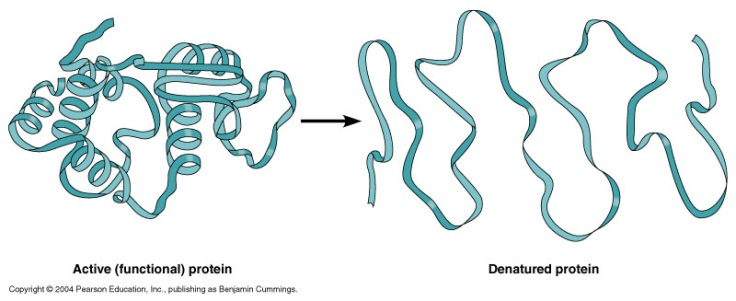 Active (functional) protein
Denatured protein
Copyright © 2004 Pearson Education, Inc., publishing as Benjamin Cummings.